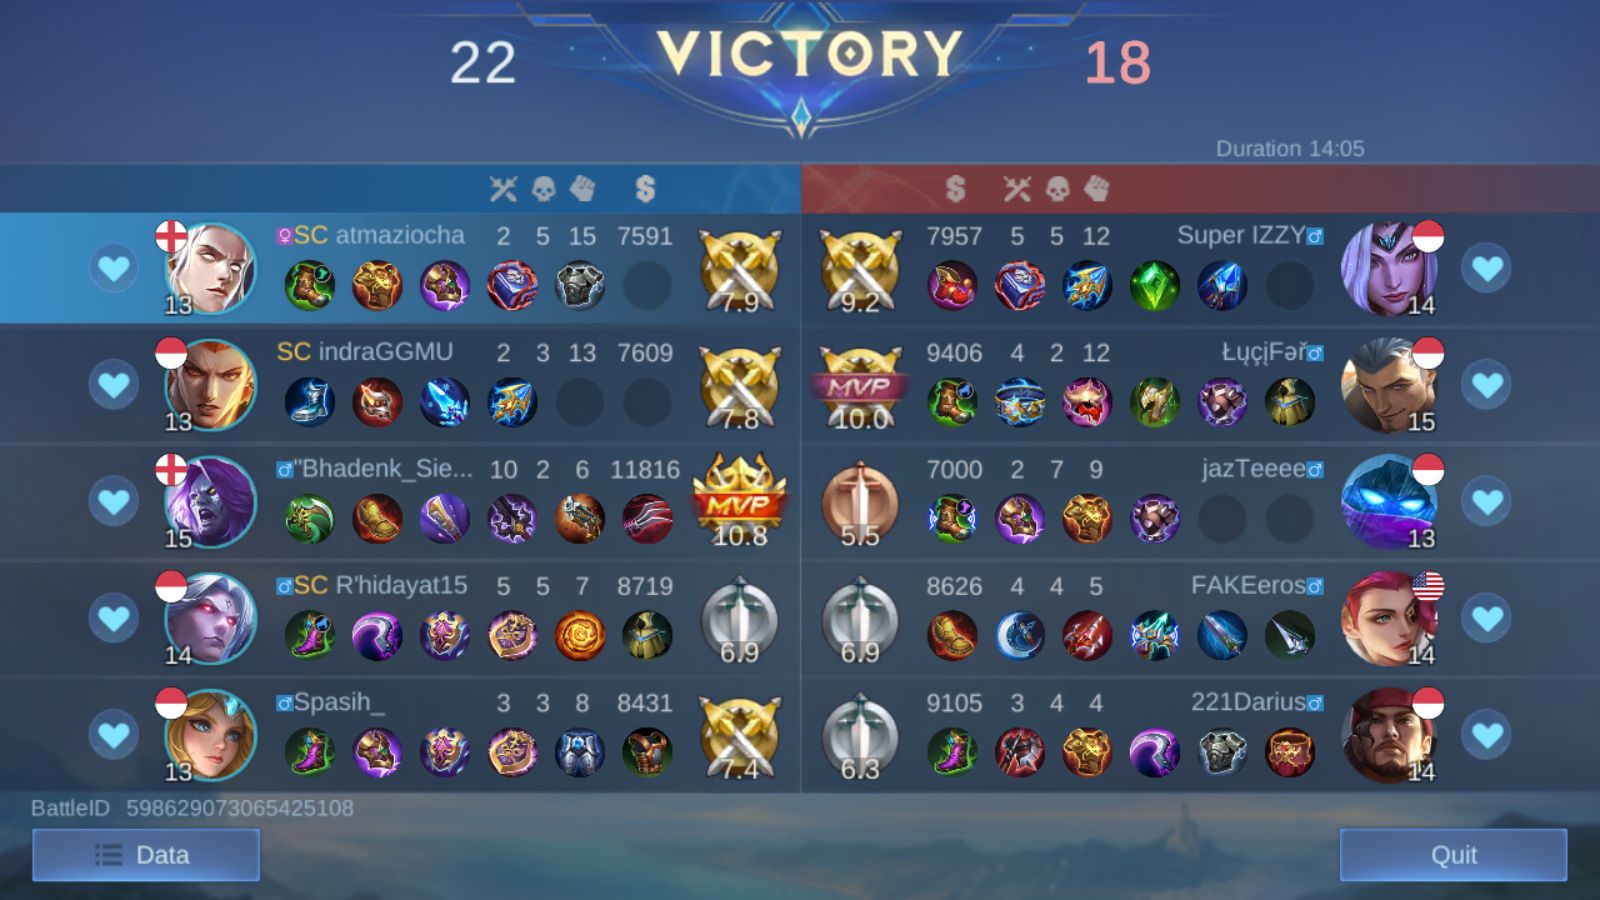 22 VICTORY 18
Duration 14:05
SC atmaziocha 2 5 15 7591 7.9 9.2 7957 5 5 12 Super IZZY
13 14
SC indraGGMU 2 3 13 7609 7.8 MVP 10.0 9406 4 2 12 ŁųçįFəř
13 15
"Bhadenk_Sie... 10 2 6 11816 MVP 10.8 5.5 7000 2 7 9 jazTeeee
15 13
SC R'hidayat15 5 5 7 8719 6.9 6.9 8626 4 4 5 FAKEeros
14 14
Spasih_ 3 3 8 8431 7.4 6.3 9105 3 4 4 221Darius
13 14
BattleID 598629073065425108
Data Quit